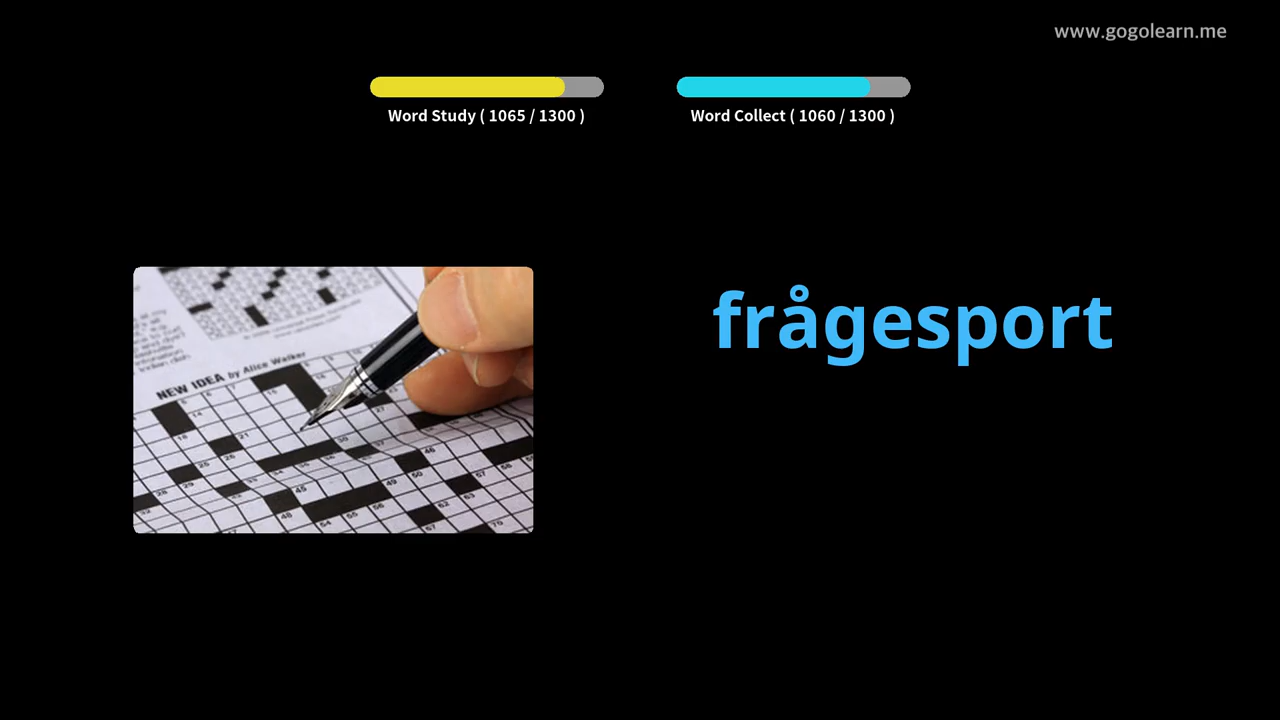 www.gogolearn.me
Word Study ( 1065 / 1300 )
Word Collect ( 1060 / 1300 )
frågesport
NEW IDEA by Alice Walker